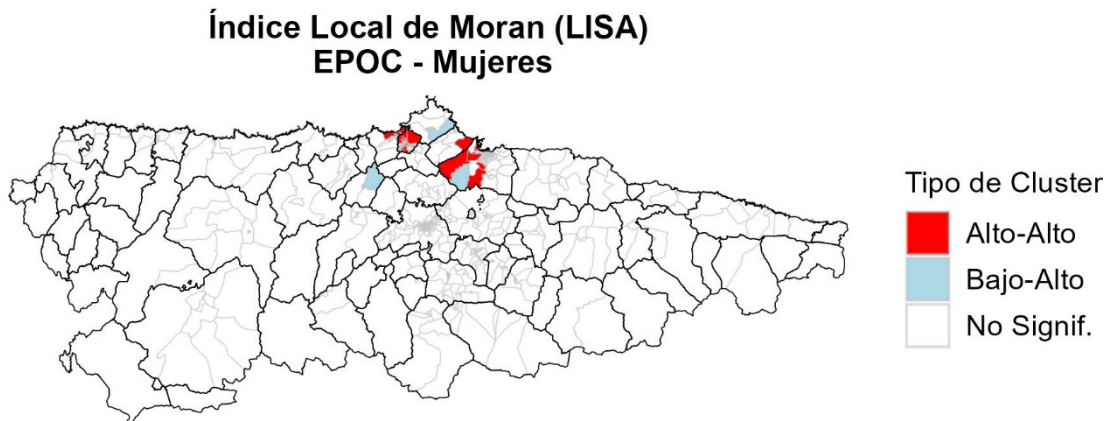 Índice Local de Moran (LISA)
EPOC - Mujeres
Tipo de Cluster
Alto-Alto
Bajo-Alto
No Signif.